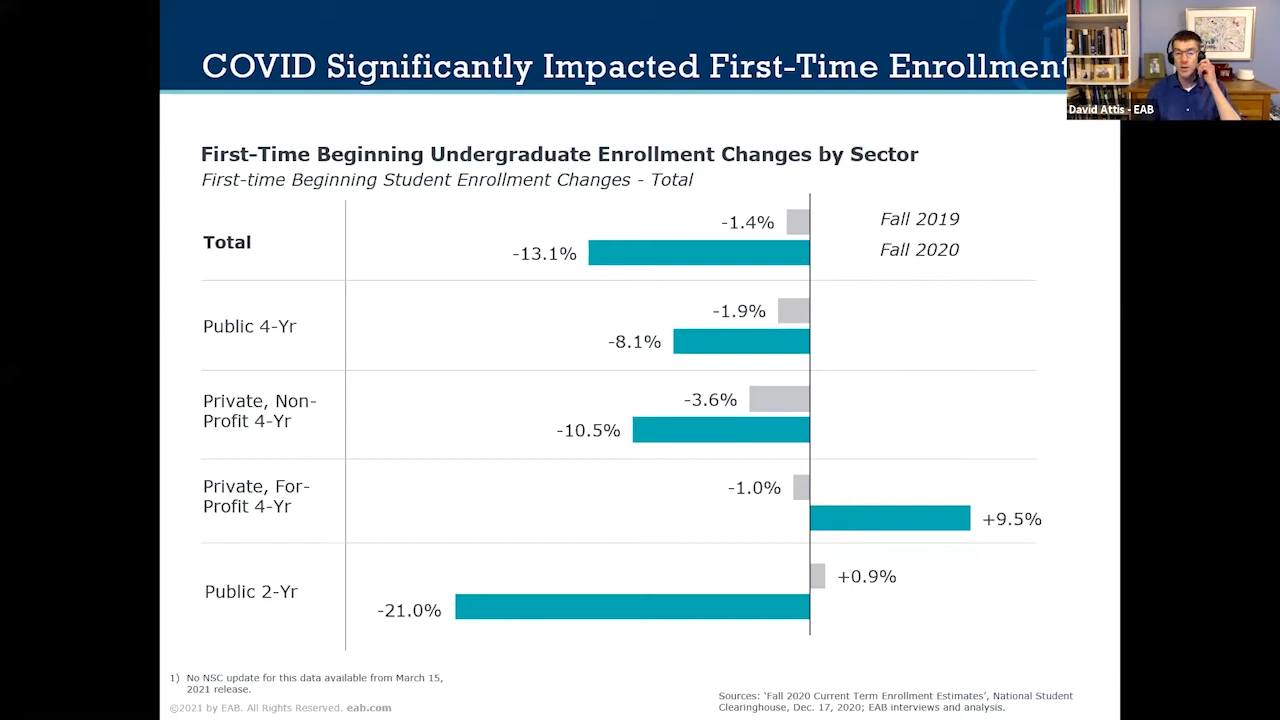 COVID Significantly Impacted First-Time Enrollment
David Attis - EAB
First-Time Beginning Undergraduate Enrollment Changes by Sector
First-time Beginning Student Enrollment Changes - Total
Total
-1.4%
-13.1%
Fall 2019
Fall 2020
Public 4-Yr
-1.9%
-8.1%
Private, Non-
Profit 4-Yr
-3.6%
-10.5%
Private, For-
Profit 4-Yr
-1.0%
+9.5%
Public 2-Yr
+0.9%
-21.0%
1) No NSC update for this data available from March 15,
2021 release.
©2021 by EAB. All Rights Reserved. eab.com
Sources: ‘Fall 2020 Current Term Enrollment Estimates’, National Student
Clearinghouse, Dec. 17, 2020; EAB interviews and analysis.